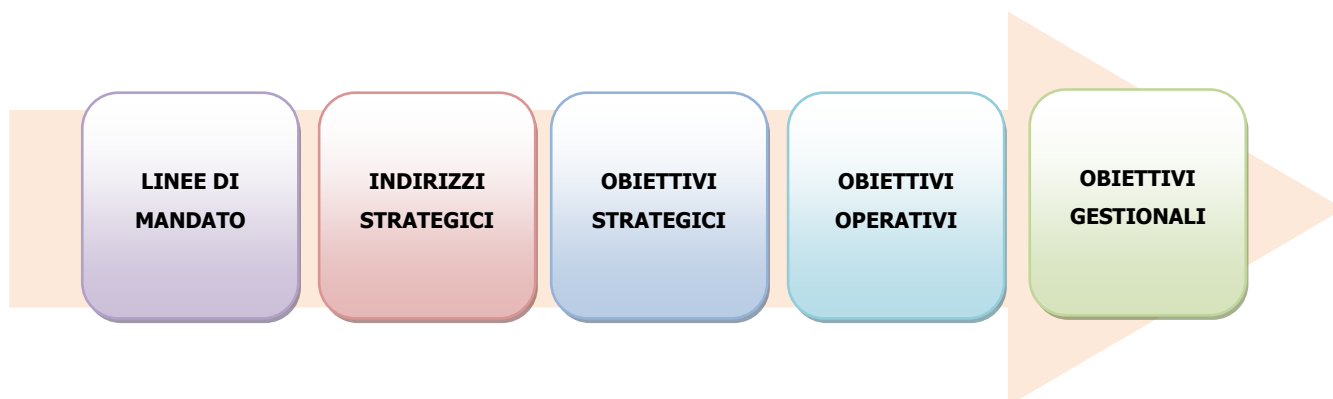 LINEE DI
MANDATO
INDIRIZZI
STRATEGICI
OBIETTIVI
STRATEGICI
OBIETTIVI
OPERATIVI
OBIETTIVI
GESTIONALI